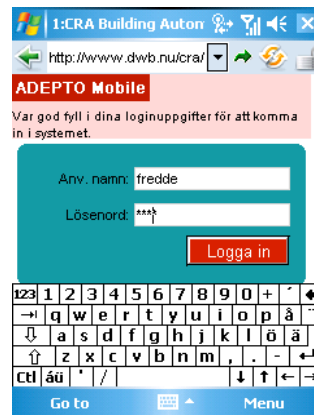 1:CRA Building Autom
http://www.dwb.nu/cra/
ADEPTO Mobile
Var god fyll i dina loginuppgifter för att komma
in i systemet.
Anv. namn: fredde
Lösenord: ***
Logga in
123 1 2 3 4 5 6 7 8 9 0 + ´
q w e r t y u i o p å ¨
a s d f g h j k l ö ä '
z x c v b n m , . -
Ctl áü ' /
Go to Menu